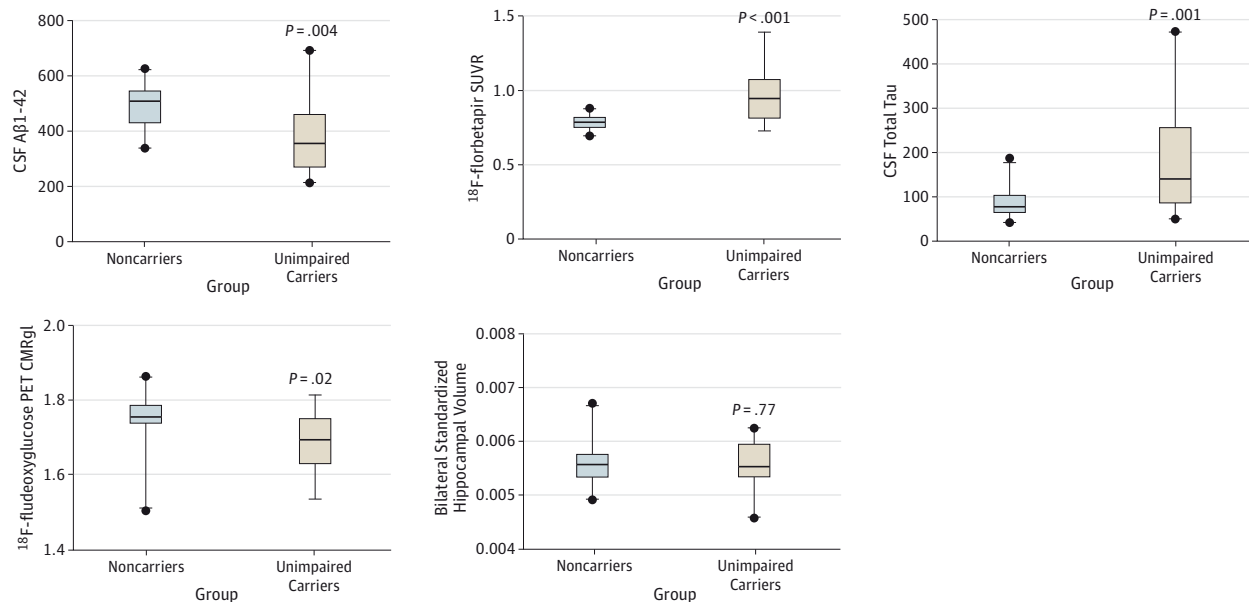 CSF Aβ1-42
800
600
400
200
0
P = .004
Noncarriers
Unimpaired
Carriers
Group
18F-florbetapir SUVR
1.5
1.0
0.5
0
P < .001
Noncarriers
Unimpaired
Carriers
Group
CSF Total Tau
500
400
300
200
100
0
P = .001
Noncarriers
Unimpaired
Carriers
Group
18F-fludeoxyglucose PET CMRgl
2.0
1.8
1.6
1.4
P = .02
Noncarriers
Unimpaired
Carriers
Group
Bilateral Standardized
Hippocampal Volume
0.008
0.007
0.006
0.005
0.004
P = .77
Noncarriers
Unimpaired
Carriers
Group